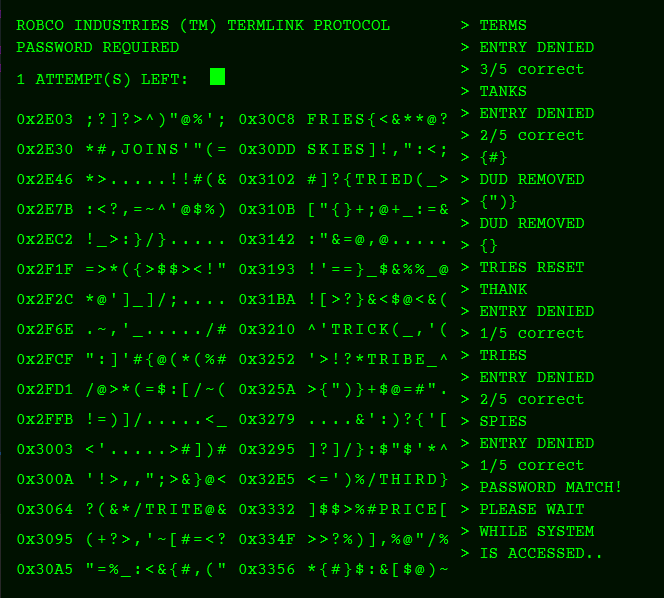 ROBCO INDUSTRIES (TM) TERMLINK PROTOCOL
PASSWORD REQUIRED
1 ATTEMPT(S) LEFT:
0x2E03 ;?]?>^)"@%'; 0x30C8 FRIES{<&**@?
0x2E30 *#,JOINS'"(= 0x30DD SKIES]!,":<;
0x2E46 *>.....!!#(& 0x3102 #]?{TRIED(_>
0x2E7B :<?,=~^'@$%) 0x310B ["{}+;@+_:=&
0x2EC2 !_>:}/}..... 0x3142 :"&=@,@.....
0x2F1F =>*({>$$><!" 0x3193 !'==}_$&%%_@
0x2F2C *@']_]/;.... 0x31BA ![>?}&<$@<&(
0x2F6E .~,'_...../# 0x3210 ^'TRICK(_,'(
0x2FCF ":]'#{@(*(%# 0x3252 '>!?*TRIBE_^
0x2FD1 /@>*(=$:[/~( 0x325A >{")}+$@=#".
0x2FFB !=)]/.....<_ 0x3279 ....&':)?{'[
0x3003 <'.....>#])# 0x3295 ]?]/}:$"$'*^
0x300A '!>,,";>&}@< 0x32E5 <=')%/THIRD}
0x3064 ?(&*/TRITE@& 0x3332 ]$$>%#PRICE[
0x3095 (+?>,'~[#=<? 0x334F >>?%)],%@"/%
0x30A5 "=%_:<&{#,(" 0x3356 *{#}$:&[$@)~
> TERMS
> ENTRY DENIED
> 3/5 correct
> TANKS
> ENTRY DENIED
> 2/5 correct
> {#}
> DUD REMOVED
> {")}
> DUD REMOVED
> {}
> TRIES RESET
> THANK
> ENTRY DENIED
> 1/5 correct
> TRIES
> ENTRY DENIED
> 2/5 correct
> SPIES
> ENTRY DENIED
> 1/5 correct
> PASSWORD MATCH!
> PLEASE WAIT
> WHILE SYSTEM
> IS ACCESSED..